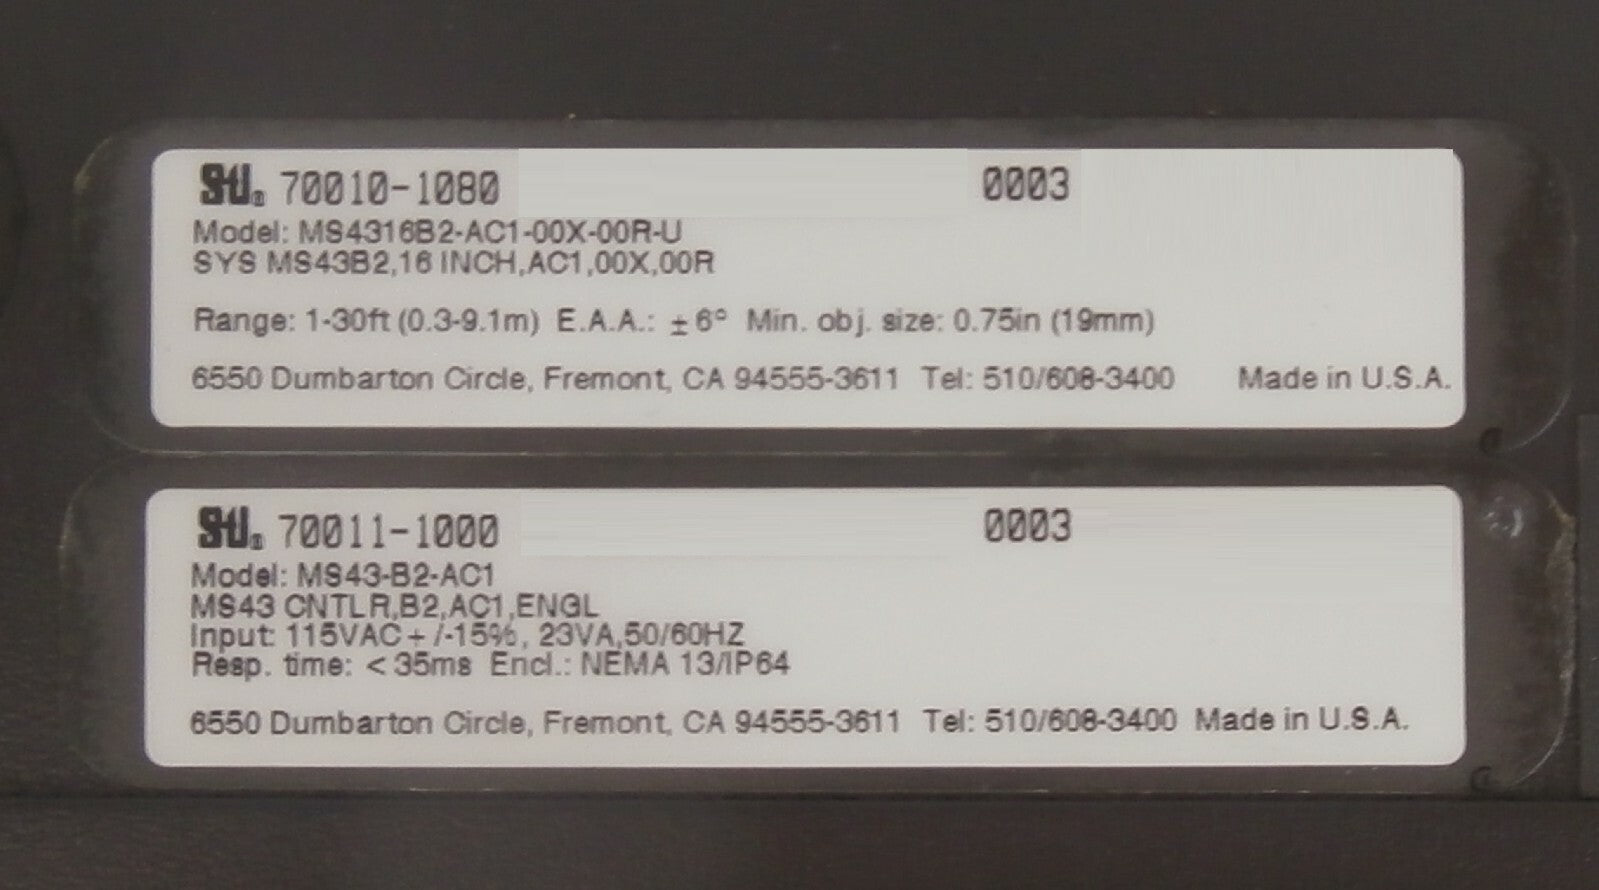 STI® 70010-1080 0003
Model: MS4316B2-AC1-00X-00R-U
SYS MS43B2,16 INCH,AC1,00X,00R
Range: 1-30ft (0.3-9.1m) E.A.A.: ±6° Min. obj. size: 0.75in (19mm)
6550 Dumbarton Circle, Fremont, CA 94555-3611 Tel: 510/608-3400 Made in U.S.A.
STI® 70011-1000 0003
Model: MS43-B2-AC1
MS43 CNTLR,B2,AC1,ENGL
Input: 115VAC+/-15%, 23VA,50/60HZ
Resp. time: <35ms Encl.: NEMA 13/IP64
6550 Dumbarton Circle, Fremont, CA 94555-3611 Tel: 510/608-3400 Made in U.S.A.